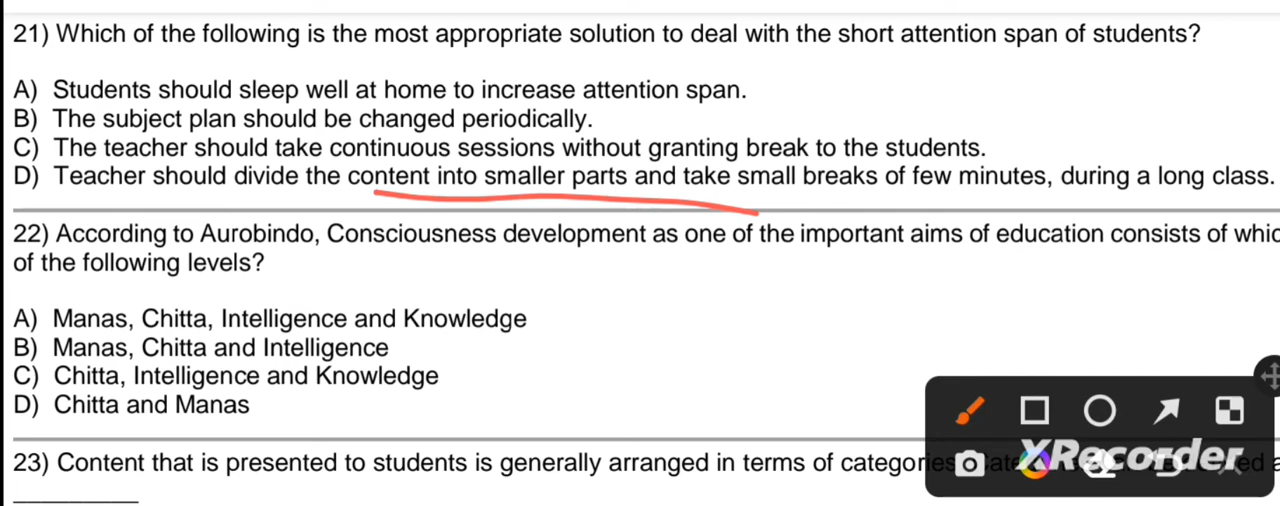 21) Which of the following is the most appropriate solution to deal with the short attention span of students?
A) Students should sleep well at home to increase attention span.
B) The subject plan should be changed periodically.
C) The teacher should take continuous sessions without granting break to the students.
D) Teacher should divide the content into smaller parts and take small breaks of few minutes, during a long class.
22) According to Aurobindo, Consciousness development as one of the important aims of education consists of whic
of the following levels?
A) Manas, Chitta, Intelligence and Knowledge
B) Manas, Chitta and Intelligence
C) Chitta, Intelligence and Knowledge
D) Chitta and Manas
23) Content that is presented to students is generally arranged in terms of categories
XRecorder